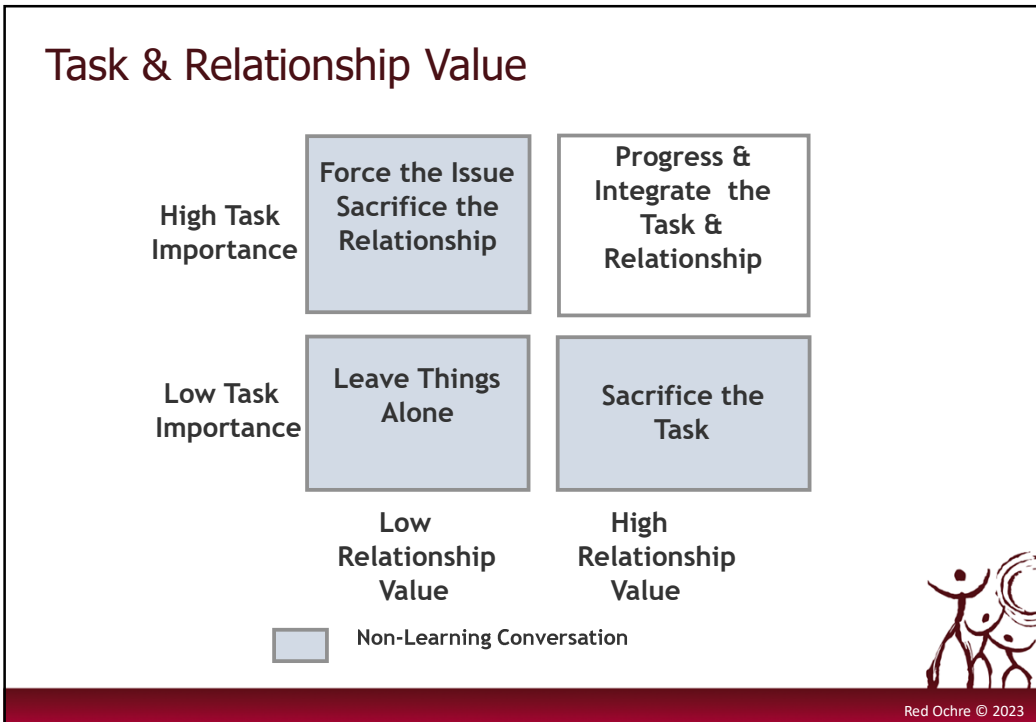 Task & Relationship Value
High Task
Importance
Force the Issue
Sacrifice the
Relationship
Progress &
Integrate the
Task &
Relationship
Low Task
Importance
Leave Things
Alone
Sacrifice the
Task
Low
Relationship
Value
High
Relationship
Value
Non-Learning Conversation
Red Ochre © 2023